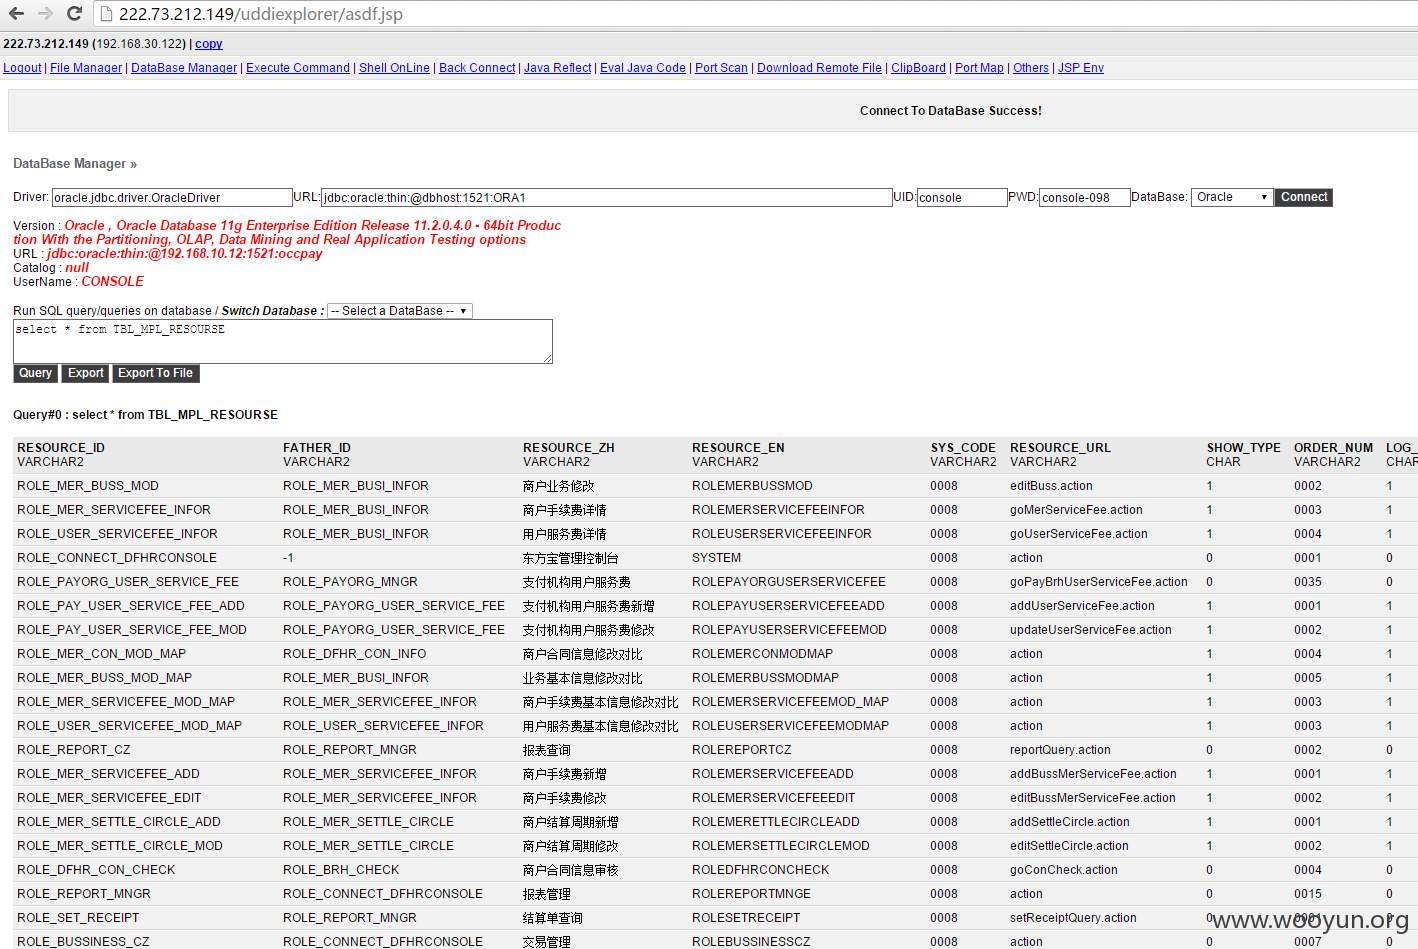 222.73.212.149/uddiexplorer/asdf.jsp
222.73.212.149 (192.168.30.122) | copy
Logout | File Manager | DataBase Manager | Execute Command | Shell OnLine | Back Connect | Java Reflect | Eval Java Code | Port Scan | Download Remote File | ClipBoard | Port Map | Others | JSP Env
Connect To DataBase Success!
DataBase Manager »
Driver: oracle.jdbc.driver.OracleDriver URL: jdbc:oracle:thin:@dbhost:1521:ORA1 UID: console PWD: console-098 DataBase: Oracle Connect
Version : Oracle , Oracle Database 11g Enterprise Edition Release 11.2.0.4.0 - 64bit Produc
tion With the Partitioning, OLAP, Data Mining and Real Application Testing options
URL : jdbc:oracle:thin:@192.168.10.12:1521:occpay
Catalog : null
UserName : CONSOLE
Run SQL query/queries on database / Switch Database : -- Select a DataBase --
select * from TBL_MPL_RESOURSE
Query Export Export To File
Query#0 : select * from TBL_MPL_RESOURSE
RESOURCE_ID FATHER_ID RESOURCE_ZH RESOURCE_EN SYS_CODE RESOURCE_URL SHOW_TYPE ORDER_NUM LOG_
VARCHAR2 VARCHAR2 VARCHAR2 VARCHAR2 VARCHAR2 VARCHAR2 CHAR VARCHAR2 CHAR
ROLE_MER_BUSS_MOD ROLE_MER_BUSI_INFOR 商户业务修改 ROLEMERBUSSMOD 0008 editBuss.action 1 0002 1
ROLE_MER_SERVICEFEE_INFOR ROLE_MER_BUSI_INFOR 商户手续费详情 ROLEMERSERVICEFEEINFOR 0008 goMerServiceFee.action 1 0003 1
ROLE_USER_SERVICEFEE_INFOR ROLE_MER_BUSI_INFOR 用户服务费详情 ROLEUSERSERVICEFEEINFOR 0008 goUserServiceFee.action 1 0004 1
ROLE_CONNECT_DFHRCONSOLE -1 东方宝管理控制台 SYSTEM 0008 action 0 0001 0
ROLE_PAYORG_USER_SERVICE_FEE ROLE_PAYORG_MNGR 支付机构用户服务费 ROLEPAYORGUSERSERVICEFEE 0008 goPayBrhUserServiceFee.action 0 0035 0
ROLE_PAY_USER_SERVICE_FEE_ADD ROLE_PAYORG_USER_SERVICE_FEE 支付机构用户服务费新增 ROLEPAYUSERSERVICEFEEADD 0008 addUserServiceFee.action 1 0001 1
ROLE_PAY_USER_SERVICE_FEE_MOD ROLE_PAYORG_USER_SERVICE_FEE 支付机构用户服务费修改 ROLEPAYUSERSERVICEFEEMOD 0008 updateUserServiceFee.action 1 0002 1
ROLE_MER_CON_MOD_MAP ROLE_DFHR_CON_INFO 商户合同信息修改对比 ROLEMERCONMODMAP 0008 action 1 0004 1
ROLE_MER_BUSS_MOD_MAP ROLE_MER_BUSI_INFOR 业务基本信息修改对比 ROLEMERBUSSMODMAP 0008 action 1 0005 1
ROLE_MER_SERVICEFEE_MOD_MAP ROLE_MER_SERVICEFEE_INFOR 商户手续费基本信息修改对比 ROLEMERSERVICEFEEMOD_MAP 0008 action 1 0003 1
ROLE_USER_SERVICEFEE_MOD_MAP ROLE_USER_SERVICEFEE_INFOR 用户服务费基本信息修改对比 ROLEUSERSERVICEFEEMODMAP 0008 action 1 0003 1
ROLE_REPORT_CZ ROLE_REPORT_MNGR 报表查询 ROLEREPORTCZ 0008 reportQuery.action 0 0002 0
ROLE_MER_SERVICEFEE_ADD ROLE_MER_SERVICEFEE_INFOR 商户手续费新增 ROLEMERSERVICEFEEADD 0008 addBussMerServiceFee.action 1 0001 1
ROLE_MER_SERVICEFEE_EDIT ROLE_MER_SERVICEFEE_INFOR 商户手续费修改 ROLEMERSERVICEFEEEDIT 0008 editBussMerServiceFee.action 1 0002 1
ROLE_MER_SETTLE_CIRCLE_ADD ROLE_MER_SETTLE_CIRCLE 商户结算周期新增 ROLEMERETTLECIRCLEADD 0008 addSettleCircle.action 1 0001 1
ROLE_MER_SETTLE_CIRCLE_MOD ROLE_MER_SETTLE_CIRCLE 商户结算周期修改 ROLEMERSETTLECIRCLEMOD 0008 editSettleCircle.action 1 0002 1
ROLE_DFHR_CON_CHECK ROLE_BRH_CHECK 商户合同信息审核 ROLEDFHRCONCHECK 0008 goConCheck.action 0 0004 0
ROLE_REPORT_MNGR ROLE_CONNECT_DFHRCONSOLE 报表管理 ROLEREPORTMNGE 0008 action 0 0015 0
ROLE_SET_RECEIPT ROLE_REPORT_MNGR 结算单查询 ROLESETRECEIPT 0008 setReceiptQuery.action 0 0001 0
www.wooyun.org
ROLE_BUSSINESS_CZ ROLE_CONNECT_DFHRCONSOLE 交易管理 ROLEBUSSINESSCZ 0008 action 0 0007 0